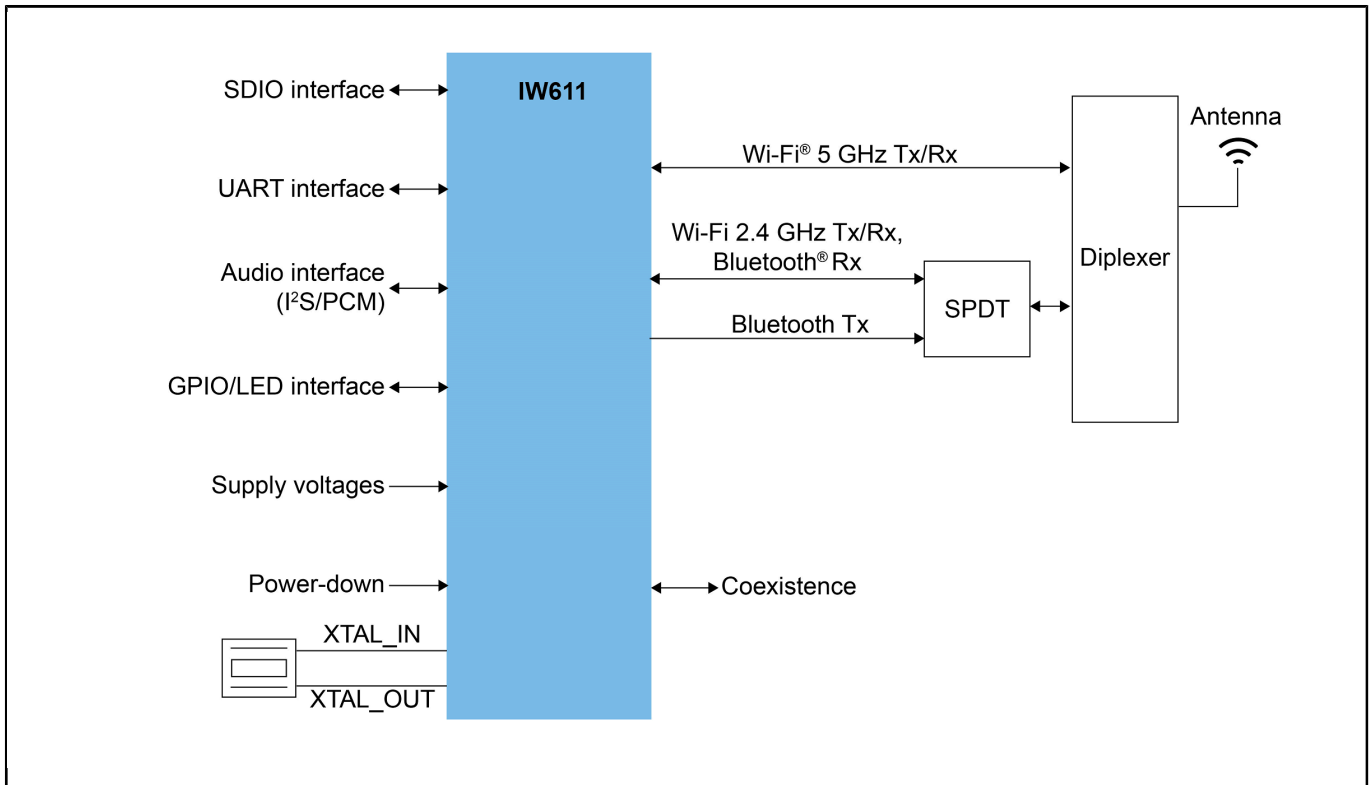 SDIO interface
UART interface
Audio interface
(I²S/PCM)
GPIO/LED interface
Supply voltages
Power-down
XTAL_IN
XTAL_OUT
IW611
Wi-Fi® 5 GHz Tx/Rx
Wi-Fi 2.4 GHz Tx/Rx,
Bluetooth® Rx
Bluetooth Tx
Coexistence
SPDT
Diplexer
Antenna